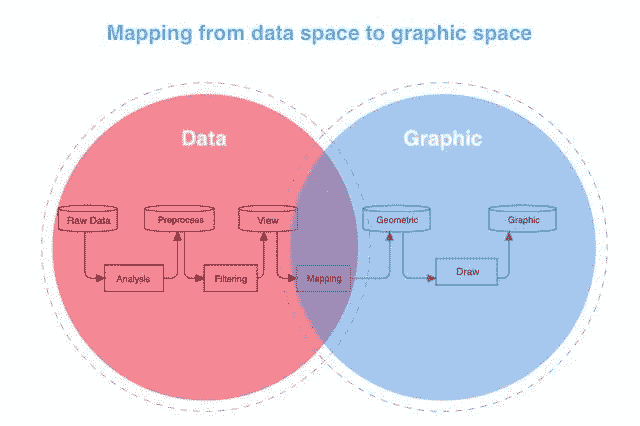 Mapping from data space to graphic space
Data
Graphic
Raw Data
Preprocess
View
Geometric
Graphic
Analysis
Filtering
Mapping
Draw